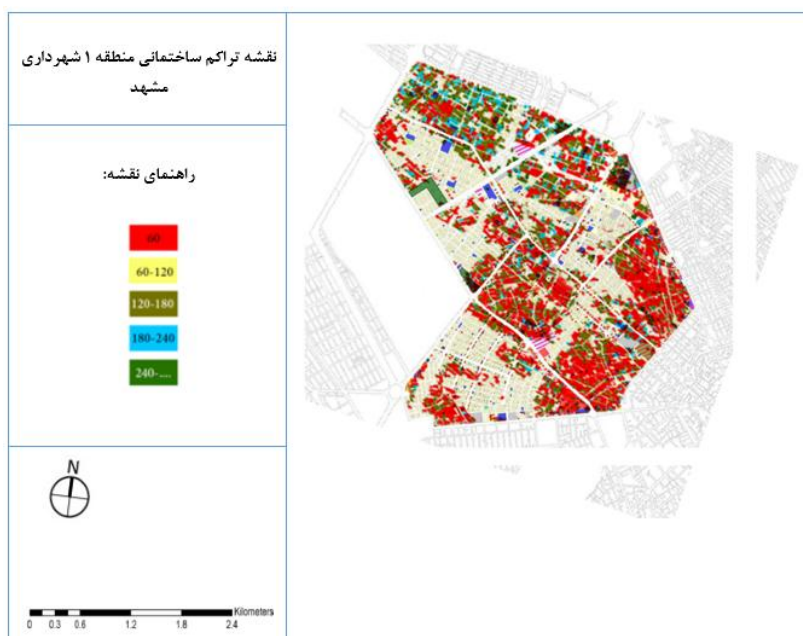 نقشه تراکم ساختمانی منطقه ۱ شهرداری
مشهد
راهنمای نقشه:
60
60-120
120-180
180-240
240-....
N
Kilometers
0 0.3 0.6 1.2 1.8 2.4